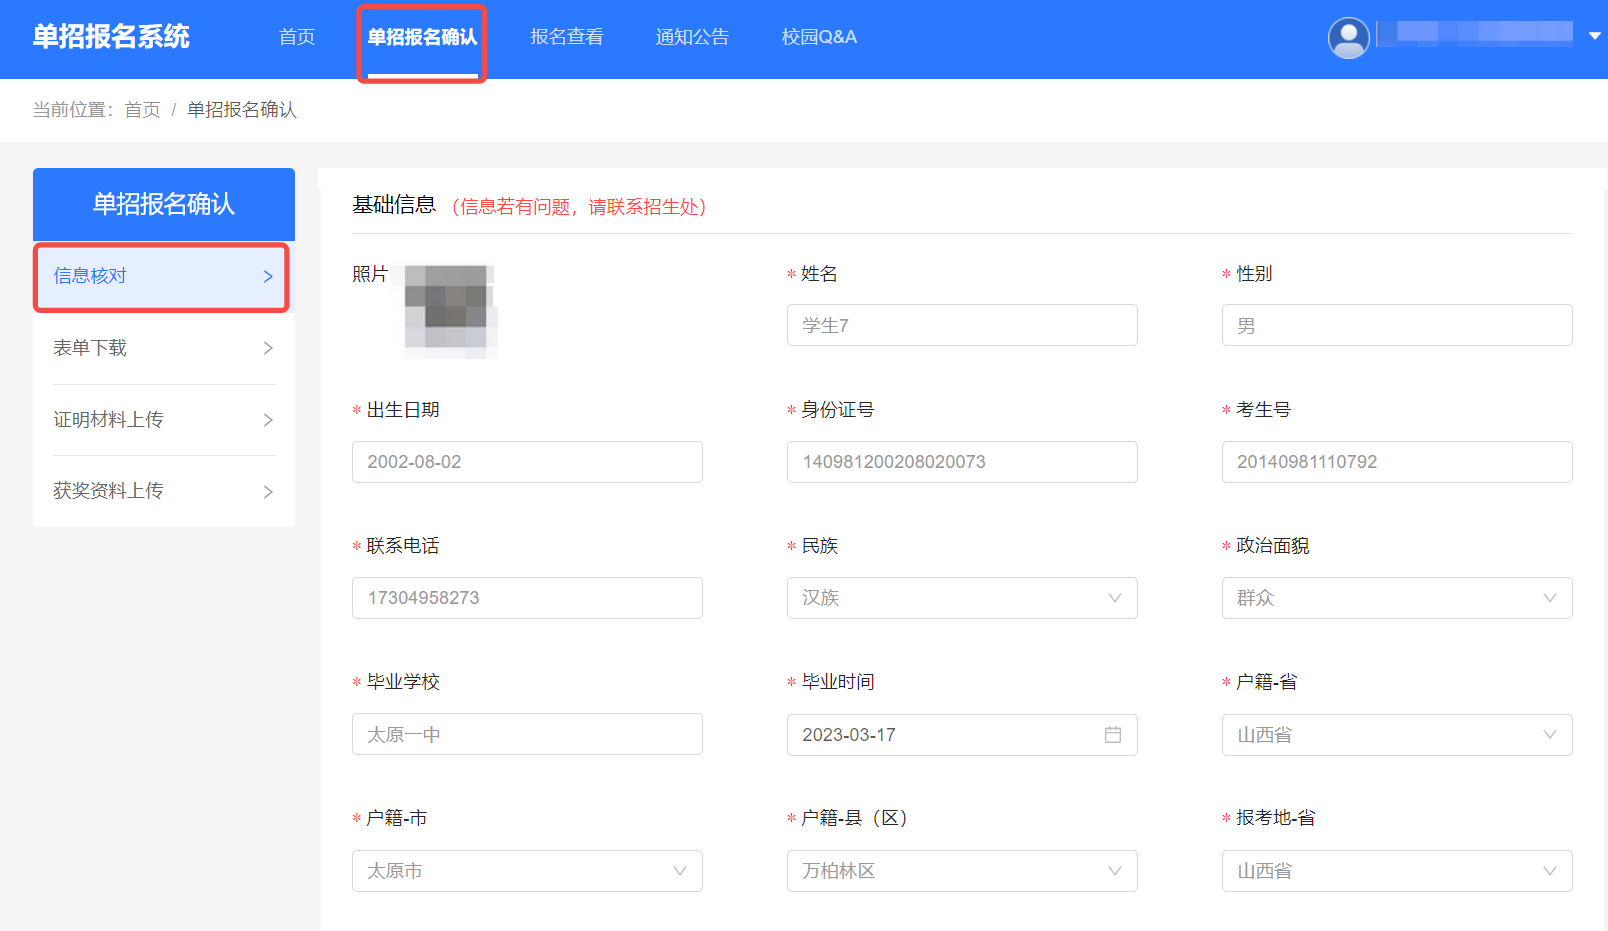 单招报名系统 首页 单招报名确认 报名查看 通知公告 校园Q&A
当前位置：首页 / 单招报名确认
单招报名确认
信息核对
表单下载
证明材料上传
获奖资料上传
基础信息 （信息若有问题，请联系招生处）
照片 * 姓名 * 性别
学生7 男
* 出生日期 * 身份证号 * 考生号
2002-08-02 140981200208020073 20140981110792
* 联系电话 * 民族 * 政治面貌
17304958273 汉族 群众
* 毕业学校 * 毕业时间 * 户籍-省
太原一中 2023-03-17 山西省
* 户籍-市 * 户籍-县（区） * 报考地-省
太原市 万柏林区 山西省